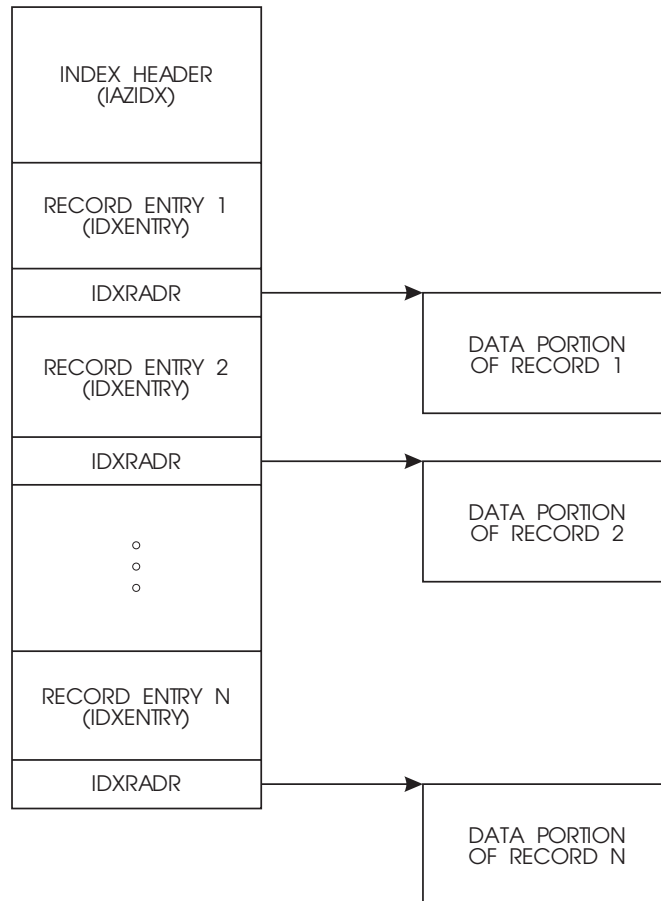 INDEX HEADER
(IAZIDX)
RECORD ENTRY 1
(IDXENTRY)
IDXRADR
DATA PORTION
OF RECORD 1
RECORD ENTRY 2
(IDXENTRY)
IDXRADR
DATA PORTION
OF RECORD 2
RECORD ENTRY N
(IDXENTRY)
IDXRADR
DATA PORTION
OF RECORD N